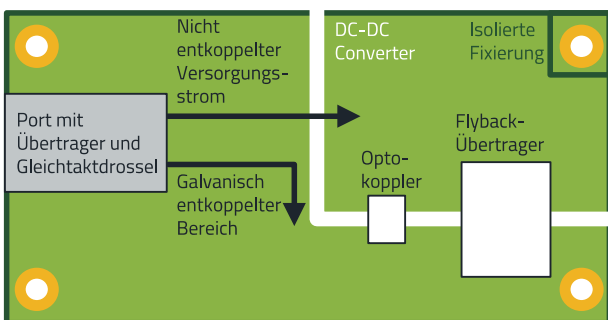 Nicht
entkoppelter
Versorgungs-
strom
DC-DC
Converter
Isolierte
Fixierung
Port mit
Übertrager und
Gleichtaktdrossel
Flyback-
Übertrager
Opto-
koppler
Galvanisch
entkoppelter
Bereich